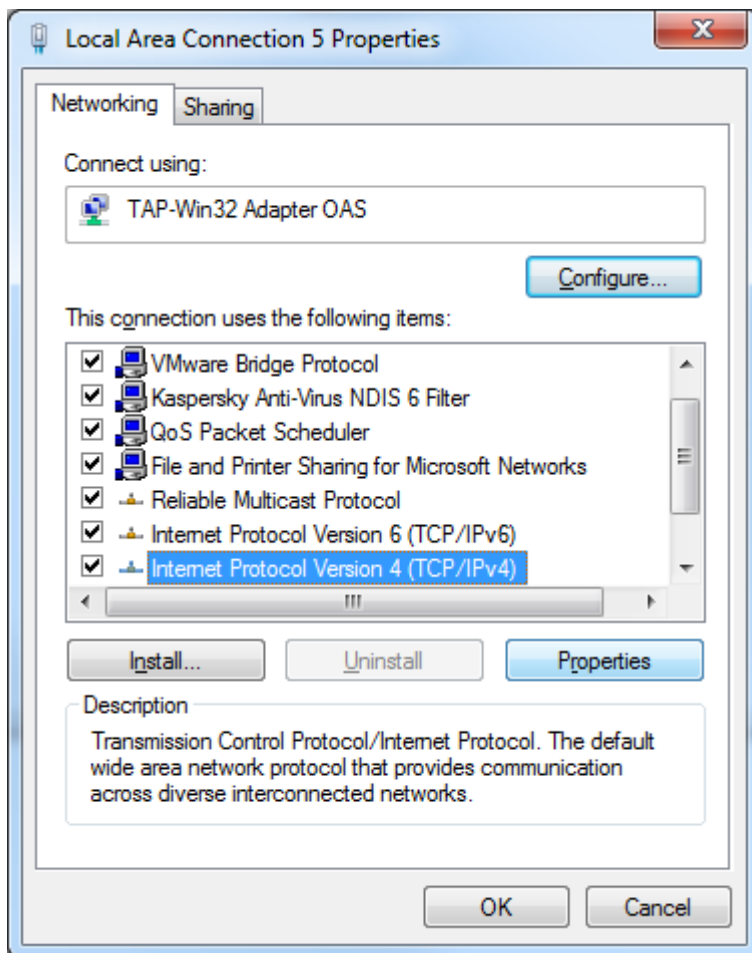 Local Area Connection 5 Properties
Networking
Sharing
Connect using:
TAP-Win32 Adapter OAS
Configure...
This connection uses the following items:
VMware Bridge Protocol
Kaspersky Anti-Virus NDIS 6 Filter
QoS Packet Scheduler
File and Printer Sharing for Microsoft Networks
Reliable Multicast Protocol
Internet Protocol Version 6 (TCP/IPv6)
Internet Protocol Version 4 (TCP/IPv4)
Install...
Uninstall
Properties
Description
Transmission Control Protocol/Internet Protocol. The default
wide area network protocol that provides communication
across diverse interconnected networks.
OK
Cancel